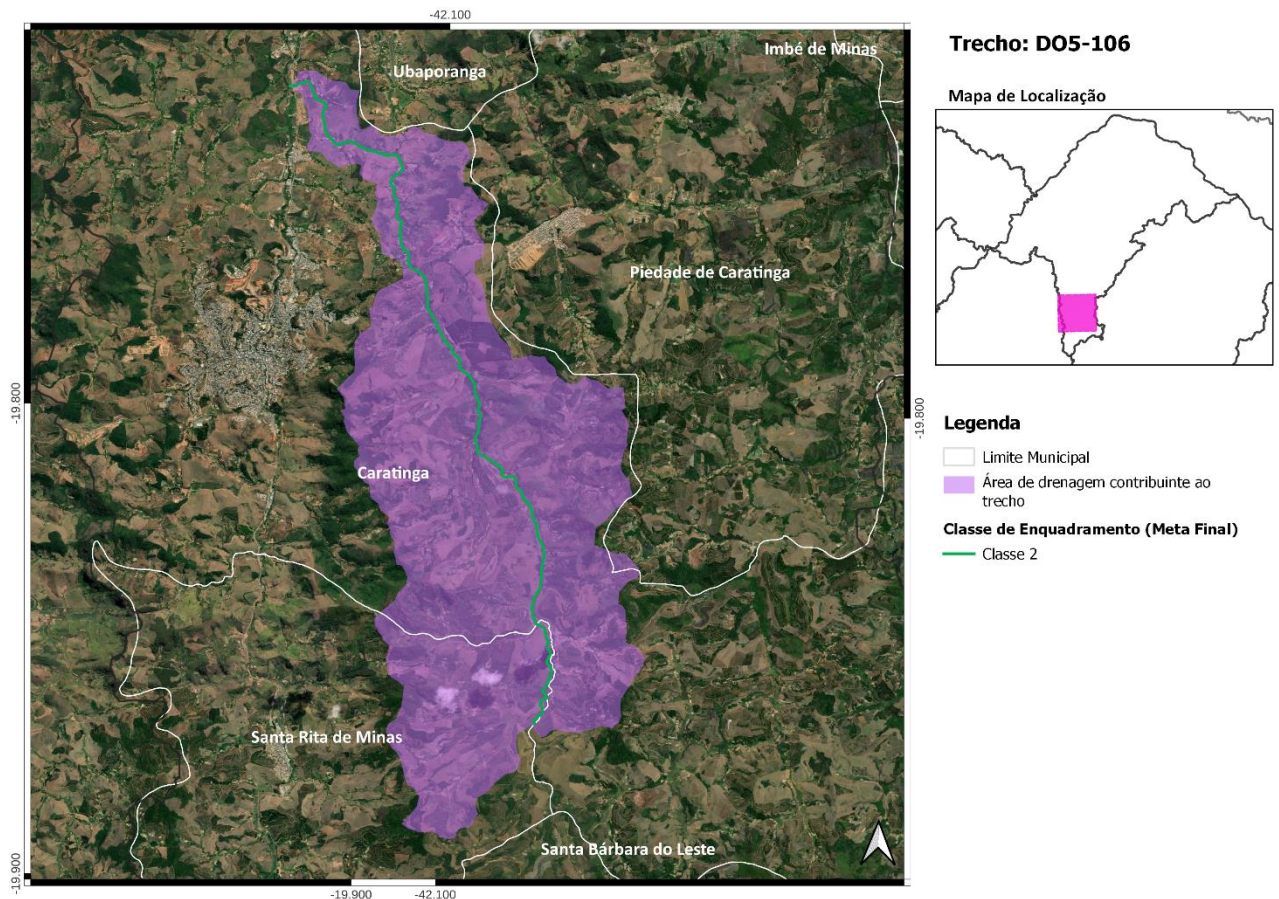 -42.100
Imbé de Minas
Ubaporanga
Piedade de Caratinga
Caratinga
Santa Rita de Minas
Santa Bárbara do Leste
-19.800
-19.800
-19.900
-19.900
-42.100
Trecho: DO5-106
Mapa de Localização
Legenda
Limite Municipal
Área de drenagem contribuinte ao
trecho
Classe de Enquadramento (Meta Final)
Classe 2